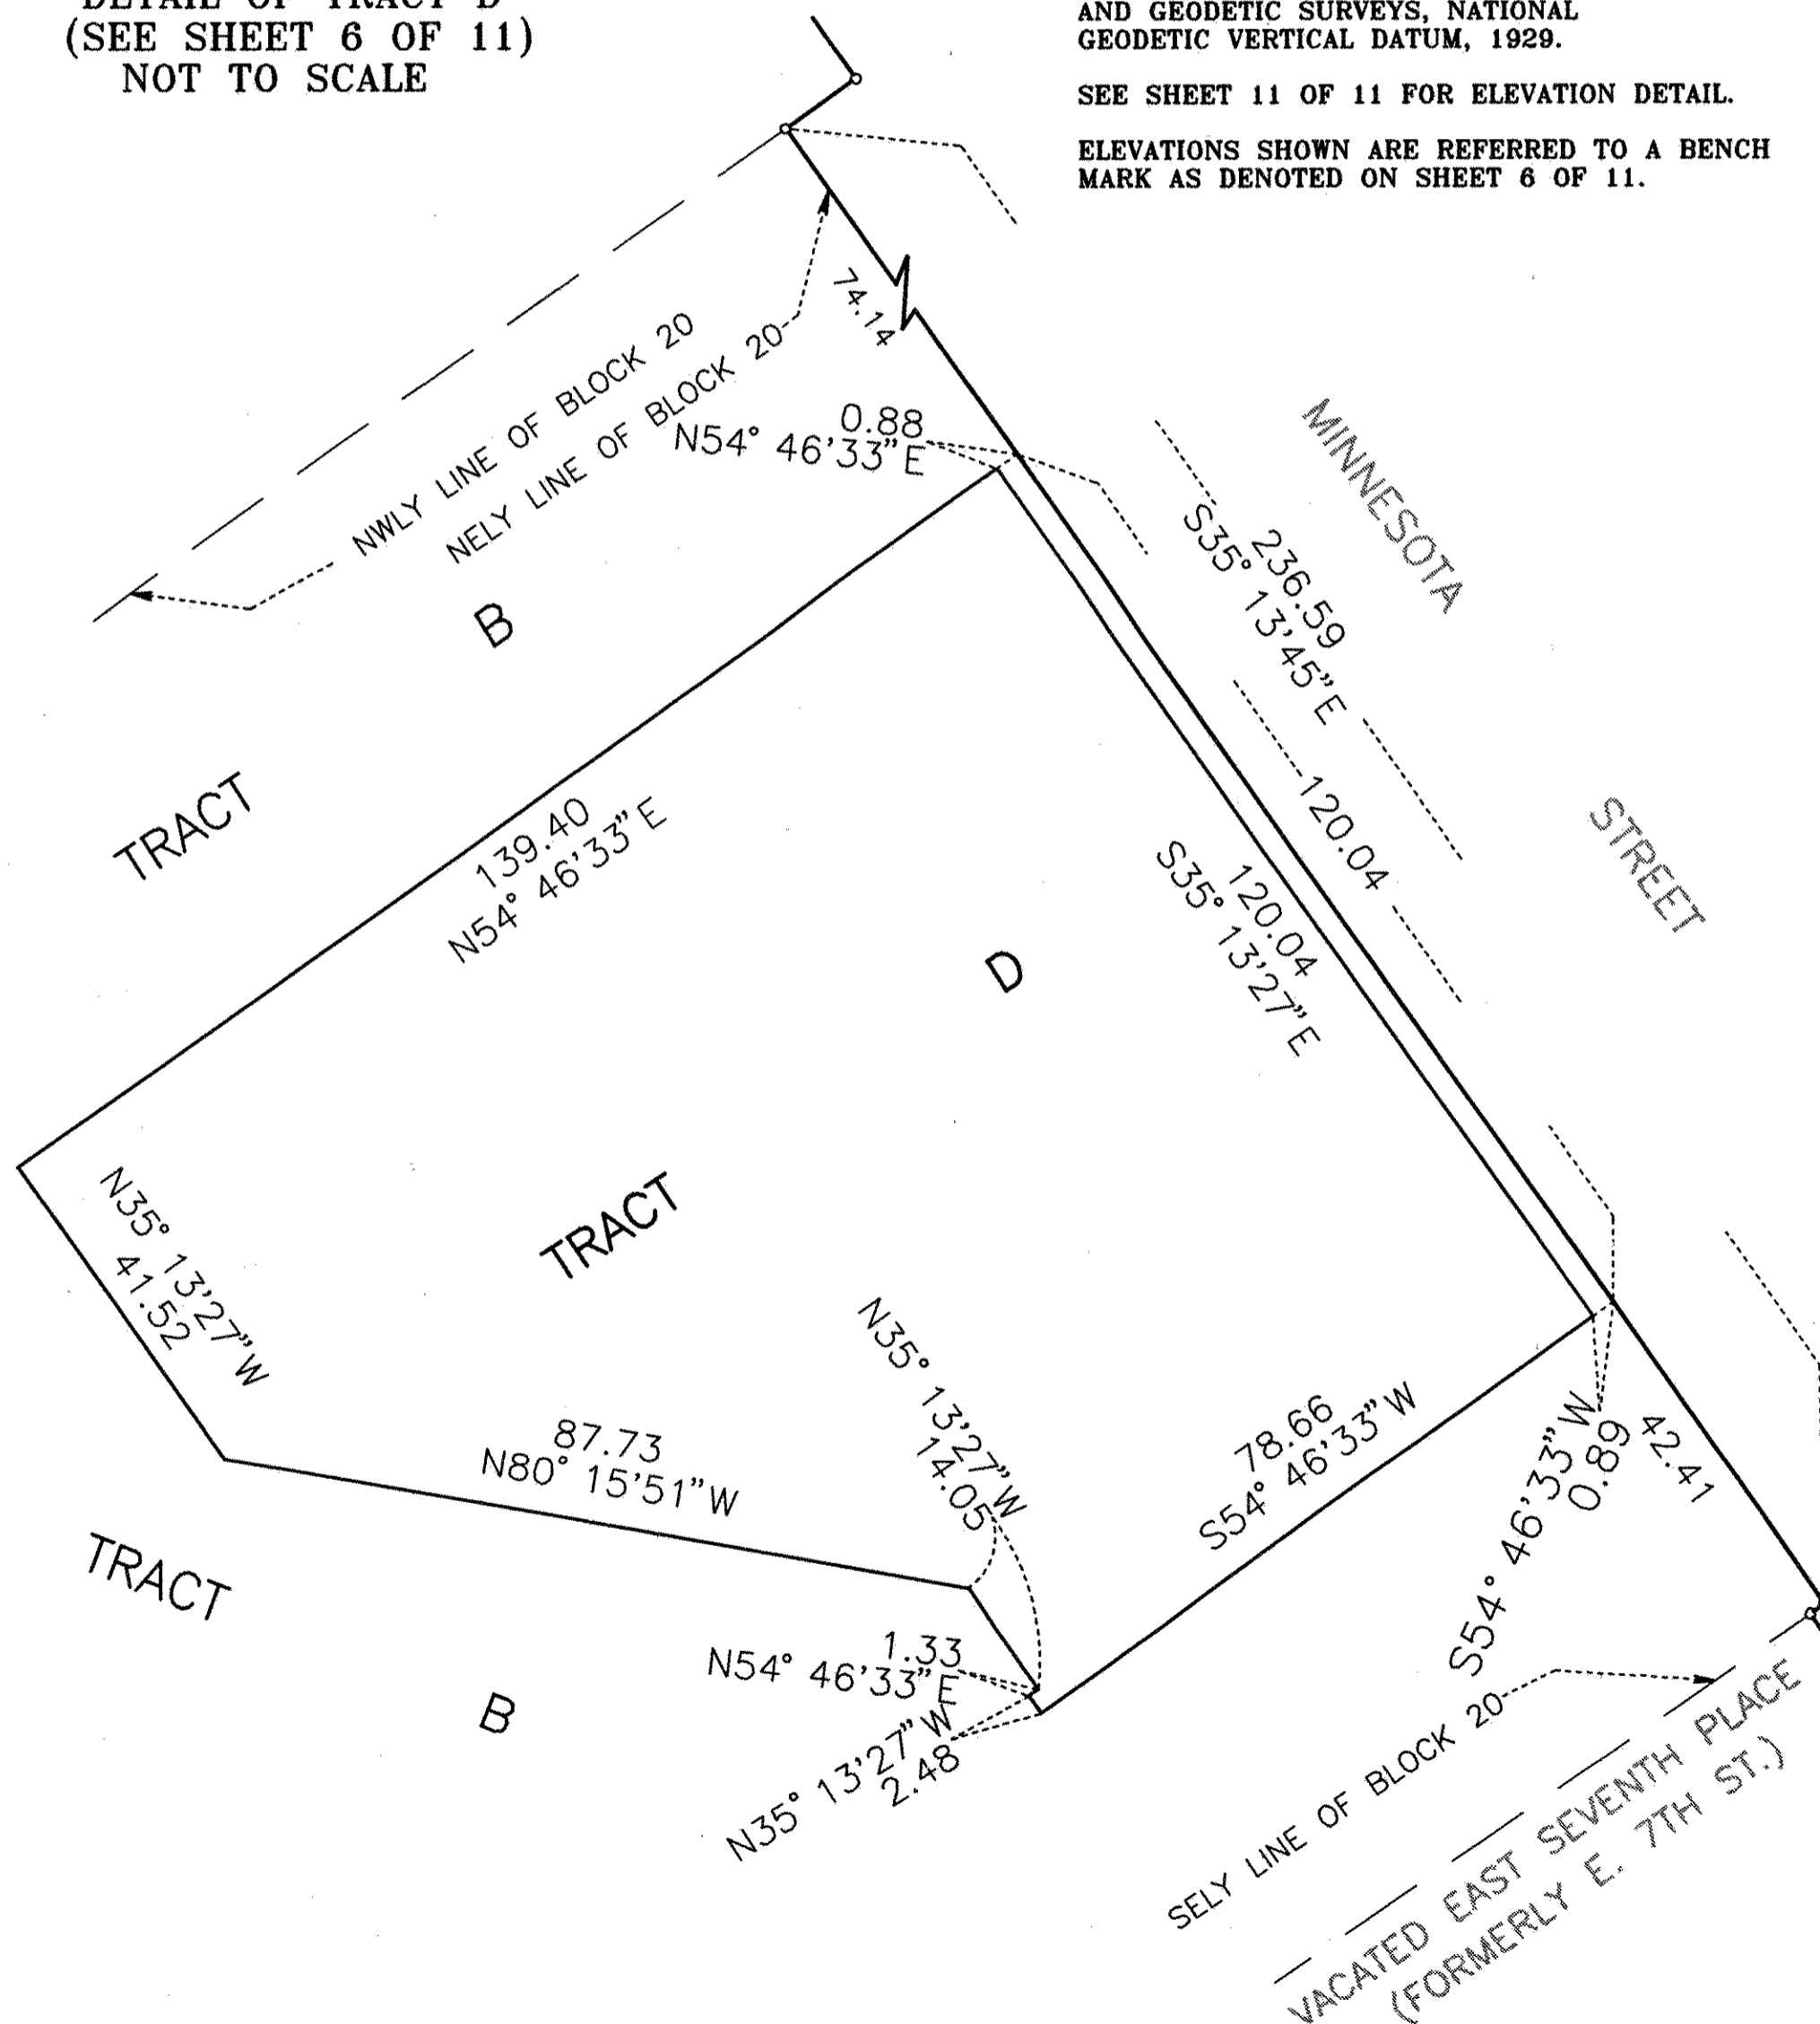 DETAIL OF TRACT D
(SEE SHEET 6 OF 11)
NOT TO SCALE
AND GEODETIC SURVEYS, NATIONAL
GEODETIC VERTICAL DATUM, 1929.
SEE SHEET 11 OF 11 FOR ELEVATION DETAIL.
ELEVATIONS SHOWN ARE REFERRED TO A BENCH
MARK AS DENOTED ON SHEET 6 OF 11.
74.14
NWLY LINE OF BLOCK 20
NELY LINE OF BLOCK 20
0.88
N54° 46'33"E
MINNESOTA
STREET
236.59
S35° 13'45"E
120.04
B
TRACT
139.40
N54° 46'33"E
120.04
S35° 13'27"E
D
TRACT
N35° 13'27"W
41.52
87.73
N80° 15'51"W
N35° 13'27"W
14.05
78.66
S54° 46'33"W
S54° 46'33"W
0.89
42.41
TRACT
B
1.33
N54° 46'33"E
N35° 13'27"W
2.48
SELY LINE OF BLOCK 20
VACATED EAST SEVENTH PLACE
(FORMERLY E. 7TH ST.)